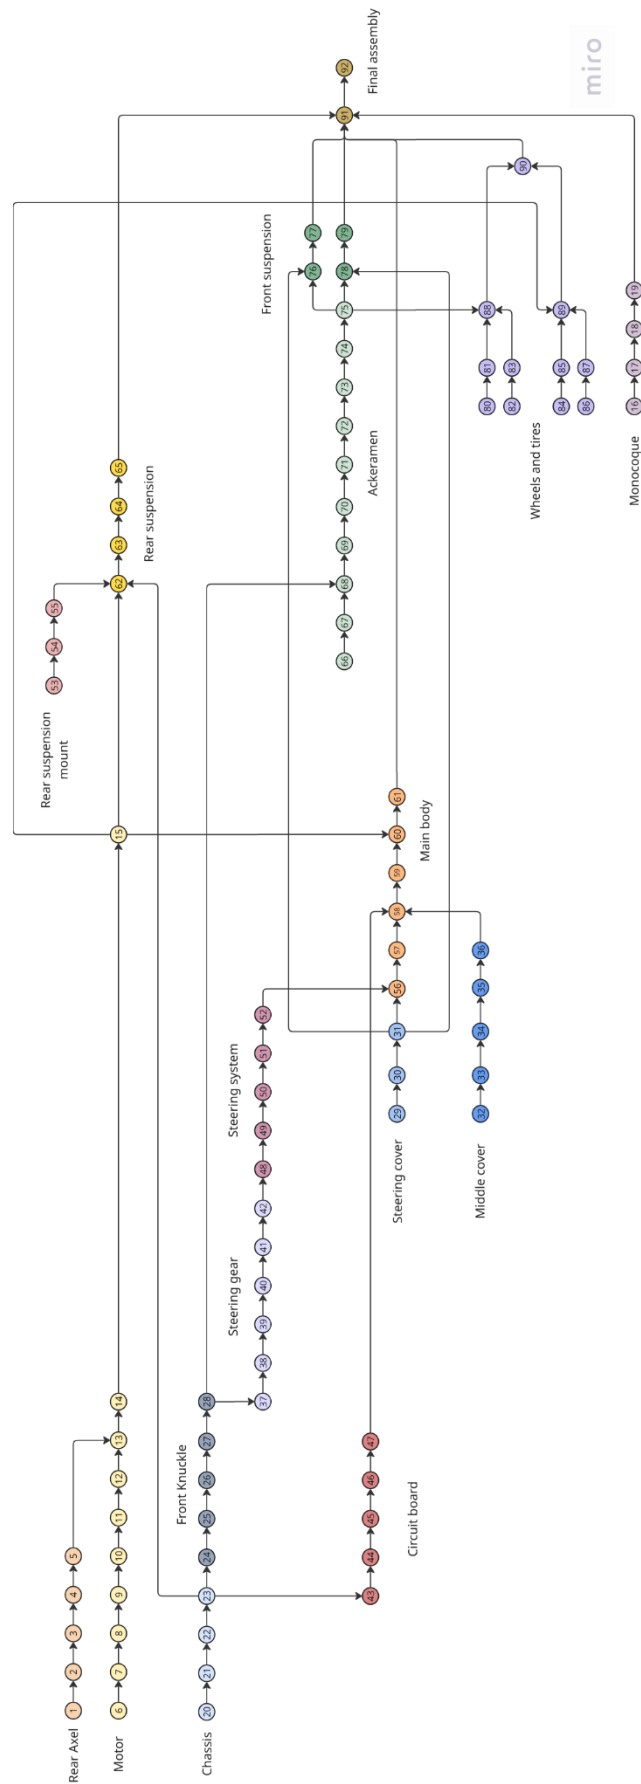 Rear suspension
mount
53 54 55
1 2 3 4 5
Rear Axel
6 7 8 9 10 11 12 13 14 15 62 63 64 65
Motor
Rear suspension
Front Knuckle
20 21 22 23 24 25 26 27 28
Chassis
Steering gear
Steering system
37 38 39 40 41 42 48 49 50 51 52
Front suspension
76 77
66 67 68 69 70 71 72 73 74 75 78 79 91 92
Ackeramen
Final assembly
43 44 45 46 47
Circuit board
29 30 31 56 57 58 59 60 61
Steering cover
Main body
32 33 34 35 36
Middle cover
80 81 88
82 83
90
Wheels and tires
84 85 89
86 87
16 17 18 19
Monocoque
miro